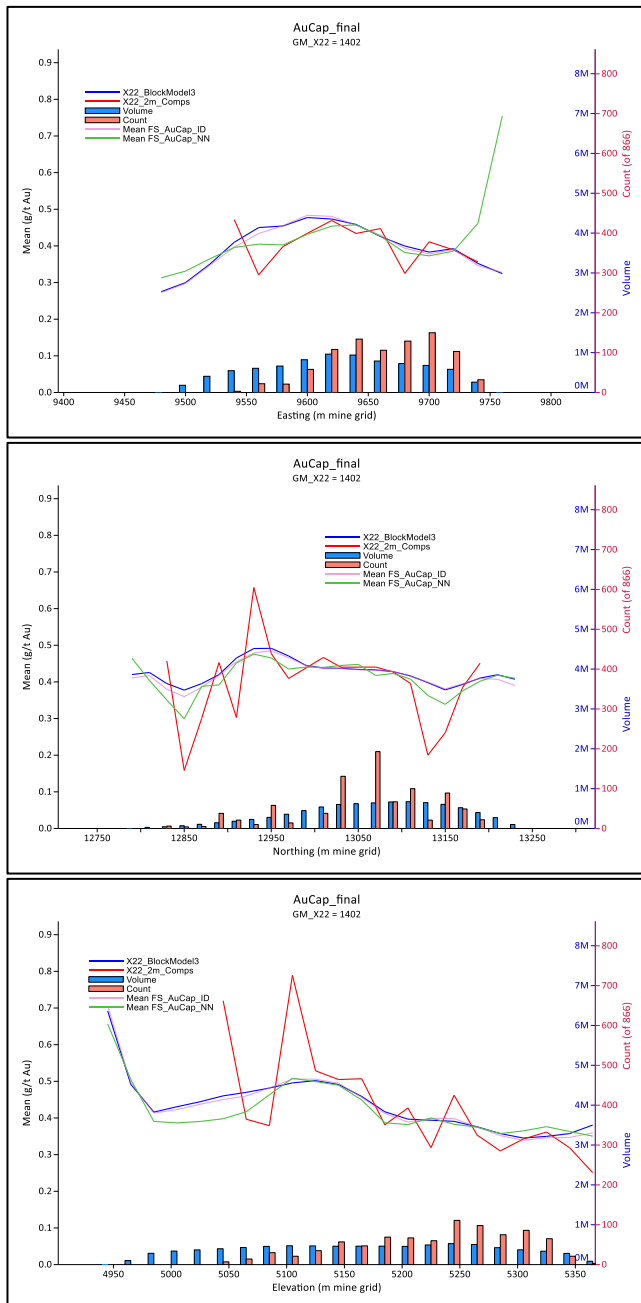 AuCap_final
GM_X22 = 1402
0.9
0.8
0.7
0.6
0.5
0.4
0.3
0.2
0.1
0.0
Mean (g/t Au)
X22_BlockModel3
X22_2m_Comps
Volume
Count
Mean FS_AuCap_ID
Mean FS_AuCap_NN
8M
7M
6M
5M
4M
3M
2M
1M
0M
Volume
800
700
600
500
400
300
200
100
0
Count (of 866)
9400 9450 9500 9550 9600 9650 9700 9750 9800
Easting (m mine grid)
AuCap_final
GM_X22 = 1402
0.9
0.8
0.7
0.6
0.5
0.4
0.3
0.2
0.1
0.0
Mean (g/t Au)
X22_BlockModel3
X22_2m_Comps
Volume
Count
Mean FS_AuCap_ID
Mean FS_AuCap_NN
8M
7M
6M
5M
4M
3M
2M
1M
0M
Volume
800
700
600
500
400
300
200
100
0
Count (of 866)
12750 12850 12950 13050 13150 13250
Northing (m mine grid)
AuCap_final
GM_X22 = 1402
0.9
0.8
0.7
0.6
0.5
0.4
0.3
0.2
0.1
0.0
Mean (g/t Au)
X22_BlockModel3
X22_2m_Comps
Volume
Count
Mean FS_AuCap_ID
Mean FS_AuCap_NN
8M
7M
6M
5M
4M
3M
2M
1M
0M
Volume
800
700
600
500
400
300
200
100
0
Count (of 866)
4950 5000 5050 5100 5150 5200 5250 5300 5350
Elevation (m mine grid)